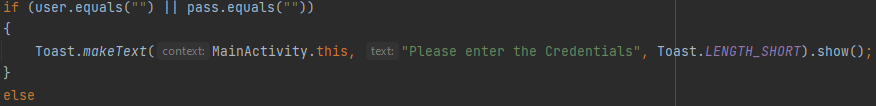 if (user.equals("") || pass.equals(""))
{
Toast.makeText( context: MainActivity.this, text: "Please enter the Credentials", Toast.LENGTH_SHORT).show();
}
else